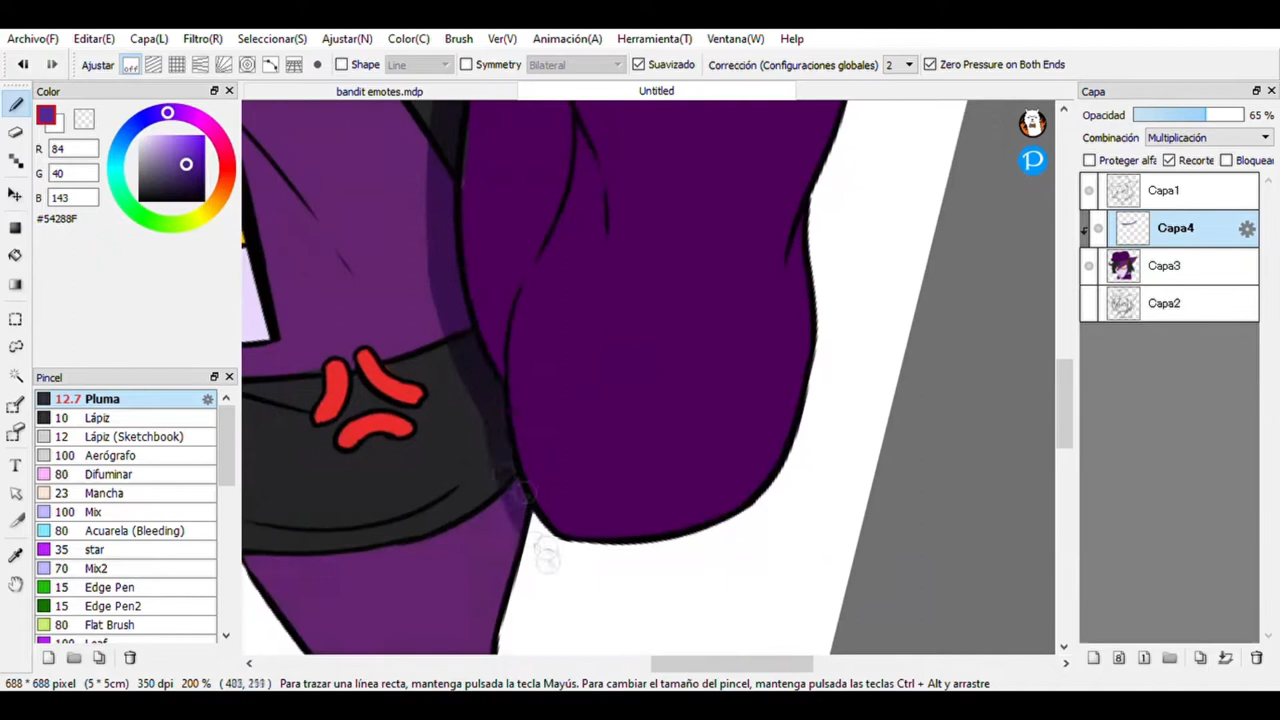 Archivo(F) Editar(E) Capa(L) Filtro(R) Seleccionar(S) Ajustar(N) Color(C) Brush Ver(V) Animación(A) Herramienta(T) Ventana(W) Help
Ajustar off Shape Line Symmetry Bilateral Suavizado Corrección (Configuraciones globales) 2 Zero Pressure on Both Ends
Color
bandit emotes.mdp
Untitled
R 84
G 40
B 143
#54288F
Pincel
12.7 Pluma
10 Lápiz
12 Lápiz (Sketchbook)
100 Aerógrafo
80 Difuminar
23 Mancha
100 Mix
80 Acuarela (Bleeding)
35 star
70 Mix2
15 Edge Pen
15 Edge Pen2
80 Flat Brush
Capa
Opacidad 65 %
Combinación Multiplicación
Proteger alfa Recorte Bloquear
Capa1
Capa4
Capa3
Capa2
688 * 688 pixel (5 * 5cm) 350 dpi 200 % Para trazar una línea recta, mantenga pulsada la tecla Mayús. Para cambiar el tamaño del pincel, mantenga pulsada las teclas Ctrl + Alt y arrastre